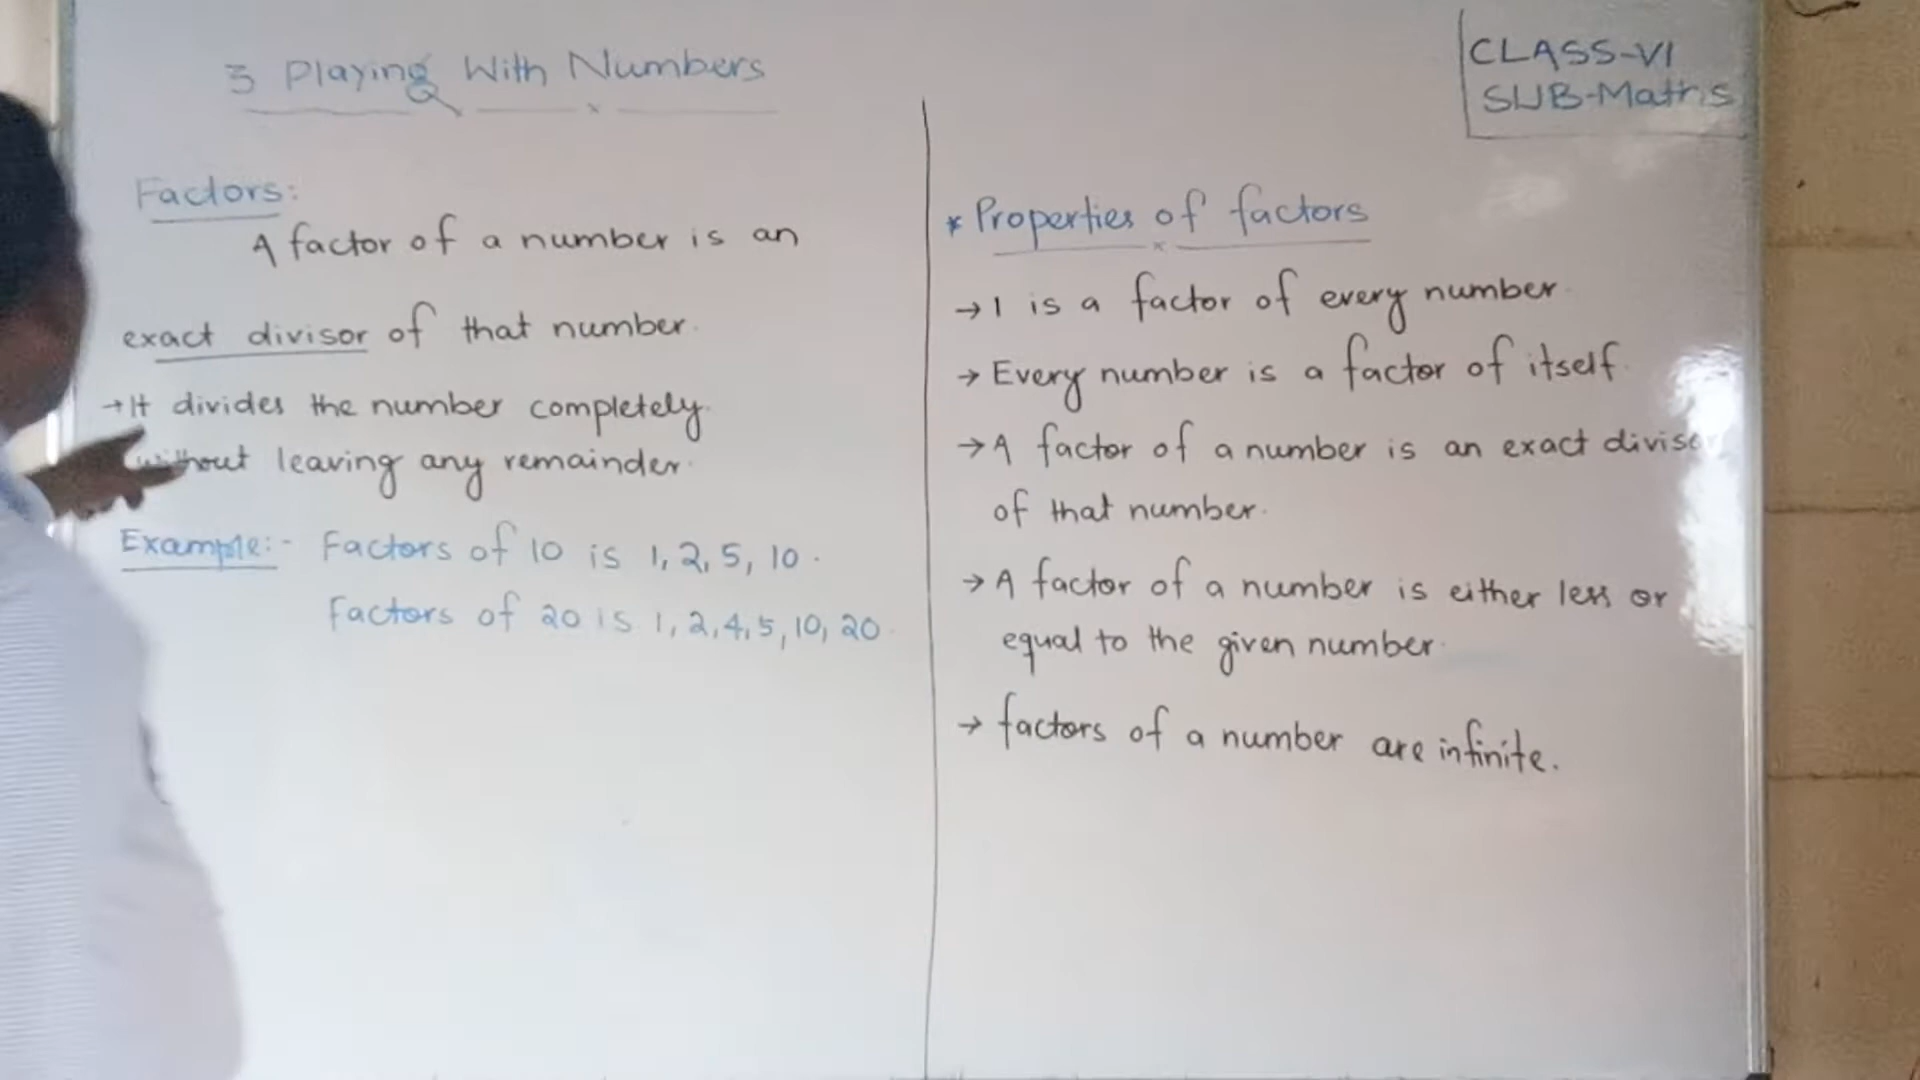 3 Playing With Numbers
CLASS-VI
SUB-Maths
Factors:
A factor of a number is an
exact divisor of that number.
→ It divides the number completely.
without leaving any remainder.
Example:- Factors of 10 is 1, 2, 5, 10.
Factors of 20 is 1, 2, 4, 5, 10, 20.
* Properties of factors
→ 1 is a factor of every number.
→ Every number is a factor of itself.
→ A factor of a number is an exact divisor
of that number.
→ A factor of a number is either less or
equal to the given number.
→ factors of a number are infinite.